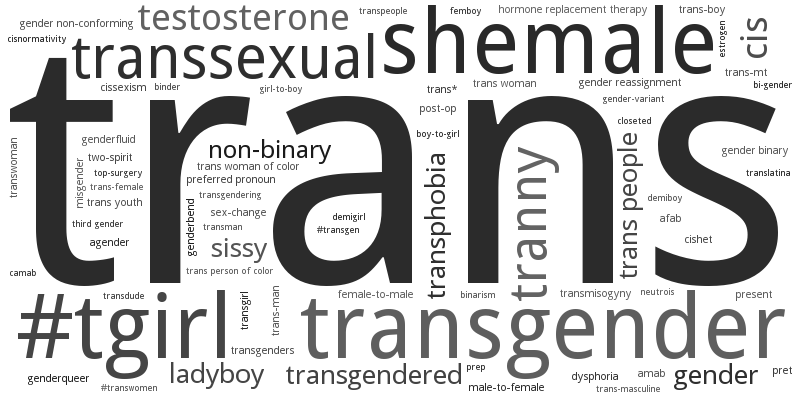 gender non-conforming
testosterone
transpeople
femboy
hormone replacement therapy
trans-boy
cisnormativity
transsexual
shemale
estrogen
cis
trans-mt
cissexism
binder
girl-to-boy
trans*
trans woman
gender reassignment
bi-gender
trans
gender-variant
post-op
closeted
boy-to-girl
transwoman
genderfluid
non-binary
gender binary
two-spirit
misgender
trans woman of color
top-surgery
preferred pronoun
translatina
trans-female
transgendering
trans youth
demiboy
genderbend
sex-change
demigirl
afab
third gender
transman
#transgen
transphobia
tranny
trans people
agender
sissy
cishet
camab
trans person of color
transdude
female-to-male
binarism
transmisogyny
neutrois
present
#tgirl
transgirl
trans-man
transgender
transgenders
genderqueer
ladyboy
transgendered
prep
dysphoria
amab
gender
pret
#transwomen
male-to-female
trans-masculine